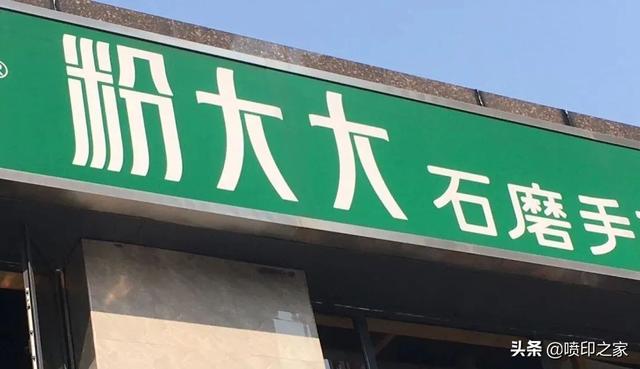 ®
粉大大 石磨手
头条 @喷印之家